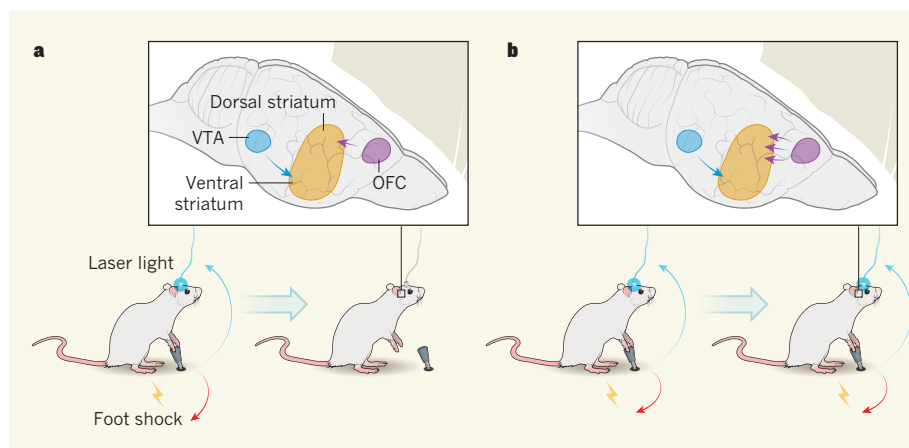 a
b
Dorsal striatum
VTA
OFC
Ventral
striatum
Laser light
Foot shock